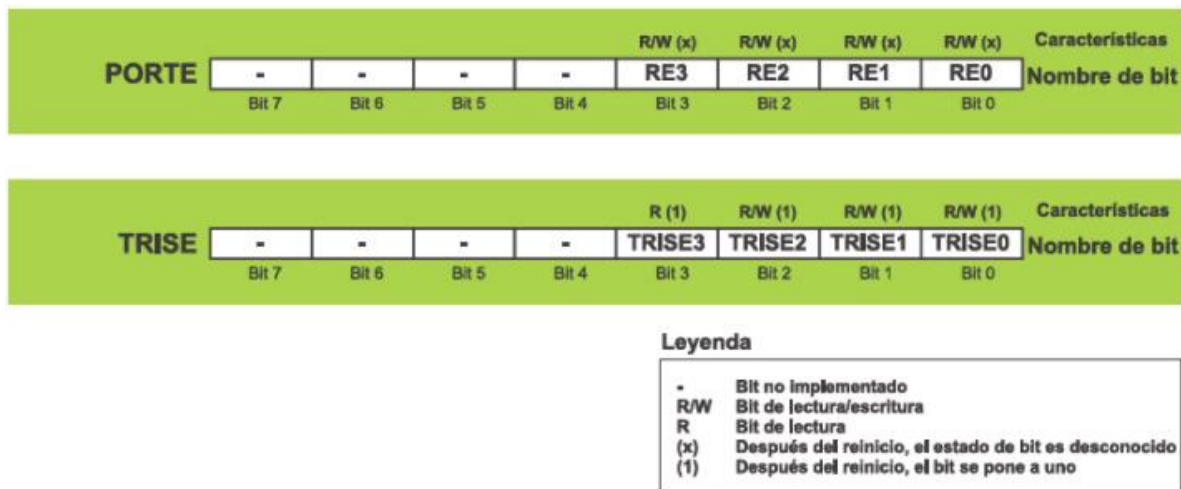 R/W (x) R/W (x) R/W (x) R/W (x) Características
PORTE - - - - RE3 RE2 RE1 RE0 Nombre de bit
Bit 7 Bit 6 Bit 5 Bit 4 Bit 3 Bit 2 Bit 1 Bit 0
R (1) R/W (1) R/W (1) R/W (1) Características
TRISE - - - - TRISE3 TRISE2 TRISE1 TRISE0 Nombre de bit
Bit 7 Bit 6 Bit 5 Bit 4 Bit 3 Bit 2 Bit 1 Bit 0
Leyenda
- Bit no implementado
R/W Bit de lectura/escritura
R Bit de lectura
(x) Después del reinicio, el estado de bit es desconocido
(1) Después del reinicio, el bit se pone a uno